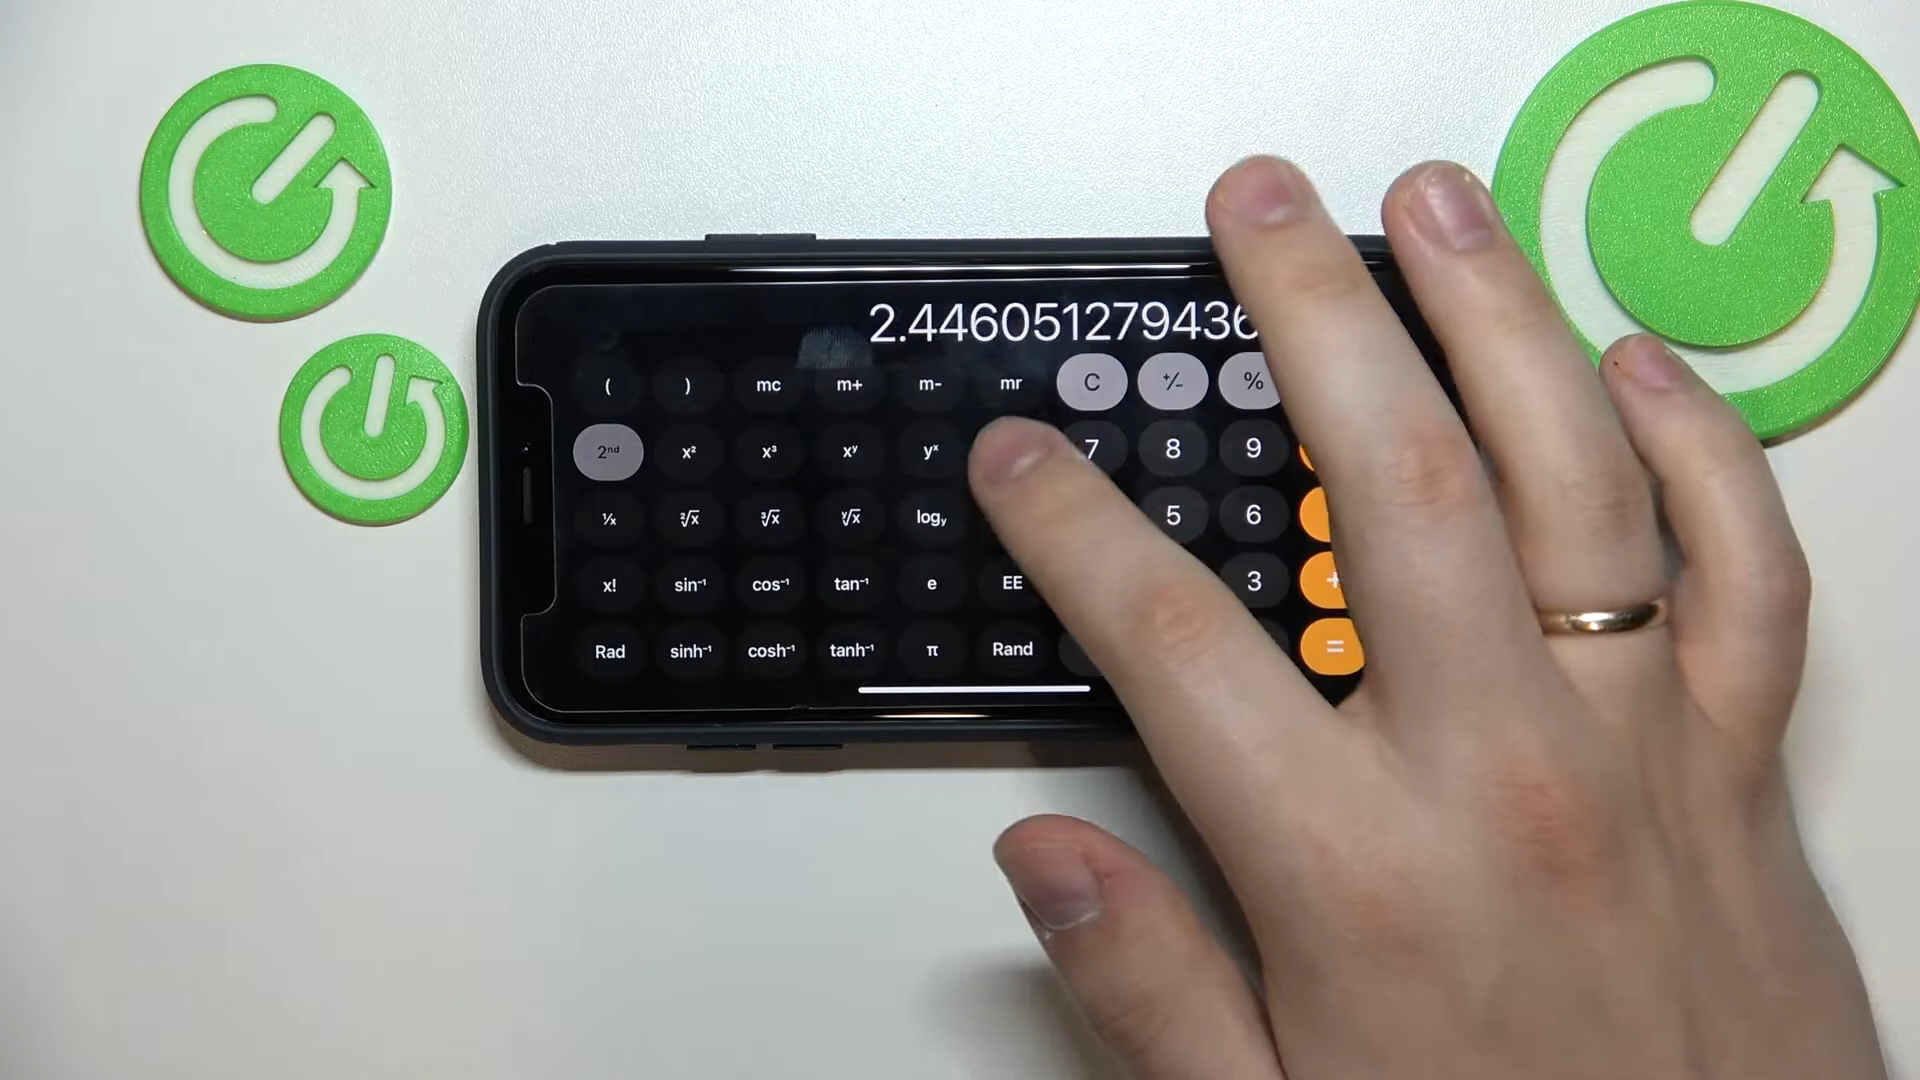 2.446051279436
( ) mc m+ m- mr C ⁺∕₋ %
2ⁿᵈ x² x³ xʸ yˣ 7 8 9
¹∕ₓ ²√x ³√x ʸ√x logᵧ 5 6
x! sin⁻¹ cos⁻¹ tan⁻¹ e EE 3 +
Rad sinh⁻¹ cosh⁻¹ tanh⁻¹ π Rand =